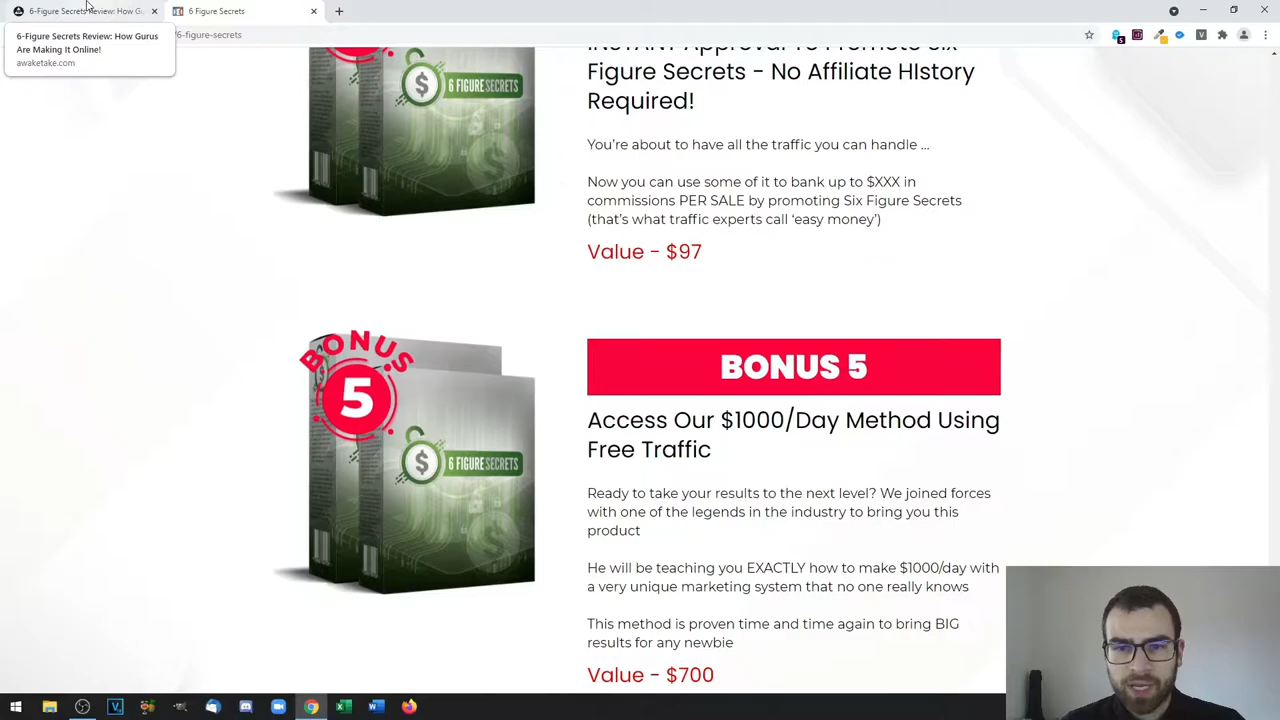 6-Figure Secrets Review: How G
6 Figure Secrets
6-Figure Secrets Review: How Gurus
Are Making It Online!
awaketake.com
/6-figure-secrets
INSTANT Approval To Promote Six
Figure Secrets - No Affiliate HIstory
Required!
You're about to have all the traffic you can handle ...
Now you can use some of it to bank up to $XXX in
commissions PER SALE by promoting Six Figure Secrets
(that's what traffic experts call 'easy money')
Value - $97
$
6 FIGURE SECRETS
BONUS
5
$
6 FIGURE SECRETS
BONUS 5
Access Our $1000/Day Method Using
Free Traffic
Ready to take your results to the next level? We joined forces
with one of the legends in the industry to bring you this
product
He will be teaching you EXACTLY how to make $1000/day with
a very unique marketing system that no one really knows
This method is proven time and time again to bring BIG
results for any newbie
Value - $700